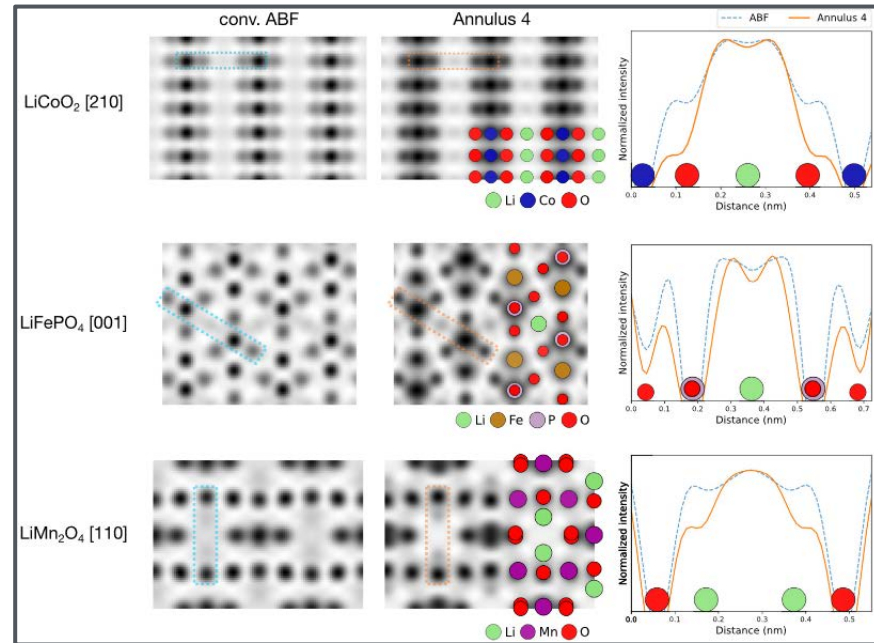 conv. ABF
Annulus 4
ABF
Annulus 4
LiCoO₂ [210]
Normalized intensity
Li Co O
0.0 0.1 0.2 0.3 0.4 0.5
Distance (nm)
LiFePO₄ [001]
Normalized intensity
Li Fe P O
0.0 0.1 0.2 0.3 0.4 0.5 0.6 0.7
Distance (nm)
LiMn₂O₄ [110]
Normalized intensity
Li Mn O
0.0 0.1 0.2 0.3 0.4 0.5
Distance (nm)